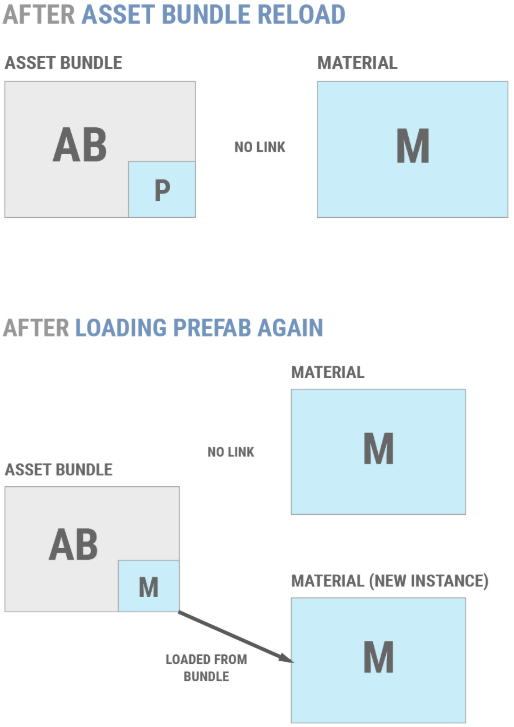 AFTER ASSET BUNDLE RELOAD
ASSET BUNDLE
MATERIAL
AB
P
NO LINK
M
AFTER LOADING PREFAB AGAIN
MATERIAL
M
NO LINK
ASSET BUNDLE
AB
M
MATERIAL (NEW INSTANCE)
M
LOADED FROM
BUNDLE